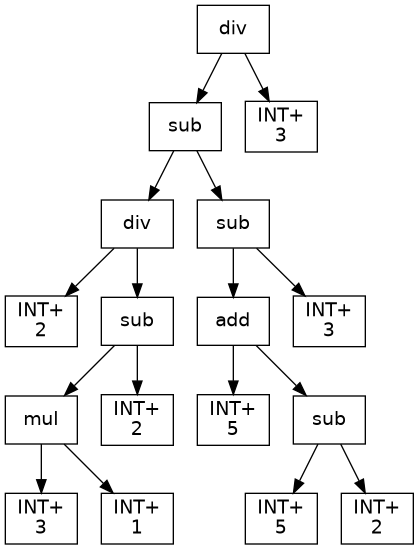 div
sub
INT+
3
div
sub
INT+
2
sub
add
INT+
3
mul
INT+
2
INT+
5
sub
INT+
3
INT+
1
INT+
5
INT+
2